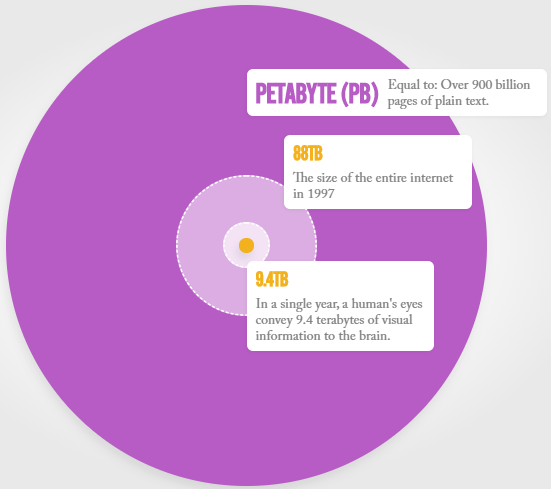 PETABYTE (PB)
Equal to: Over 900 billion
pages of plain text.
88TB
The size of the entire internet
in 1997
9.4TB
In a single year, a human's eyes
convey 9.4 terabytes of visual
information to the brain.